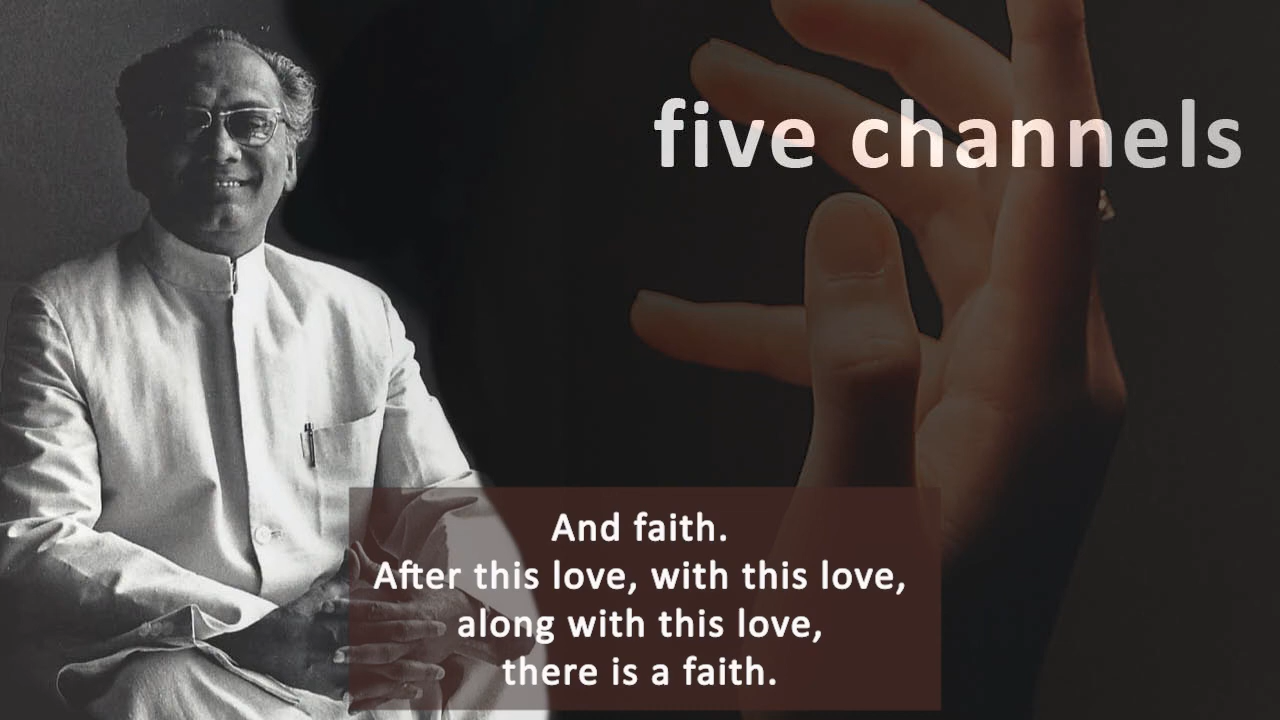 five channels
And faith.
After this love, with this love,
along with this love,
there is a faith.